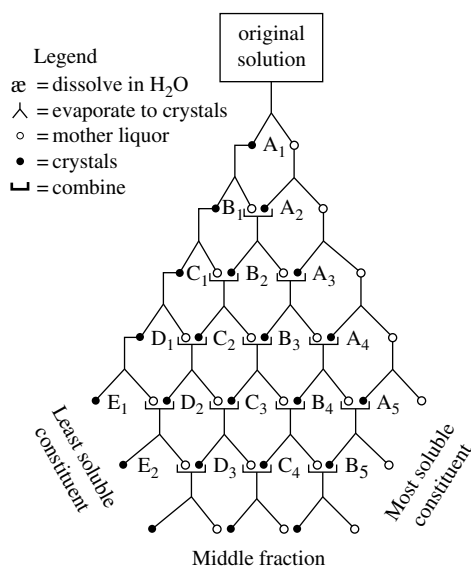 original
solution
Legend
æ = dissolve in H₂O
⅄ = evaporate to crystals
○ = mother liquor
● = crystals
⎵ = combine
A₁
B₁ A₂
C₁ B₂ A₃
D₁ C₂ B₃ A₄
E₁ D₂ C₃ B₄ A₅
E₂ D₃ C₄ B₅
Least soluble
constituent
Most soluble
constituent
Middle fraction